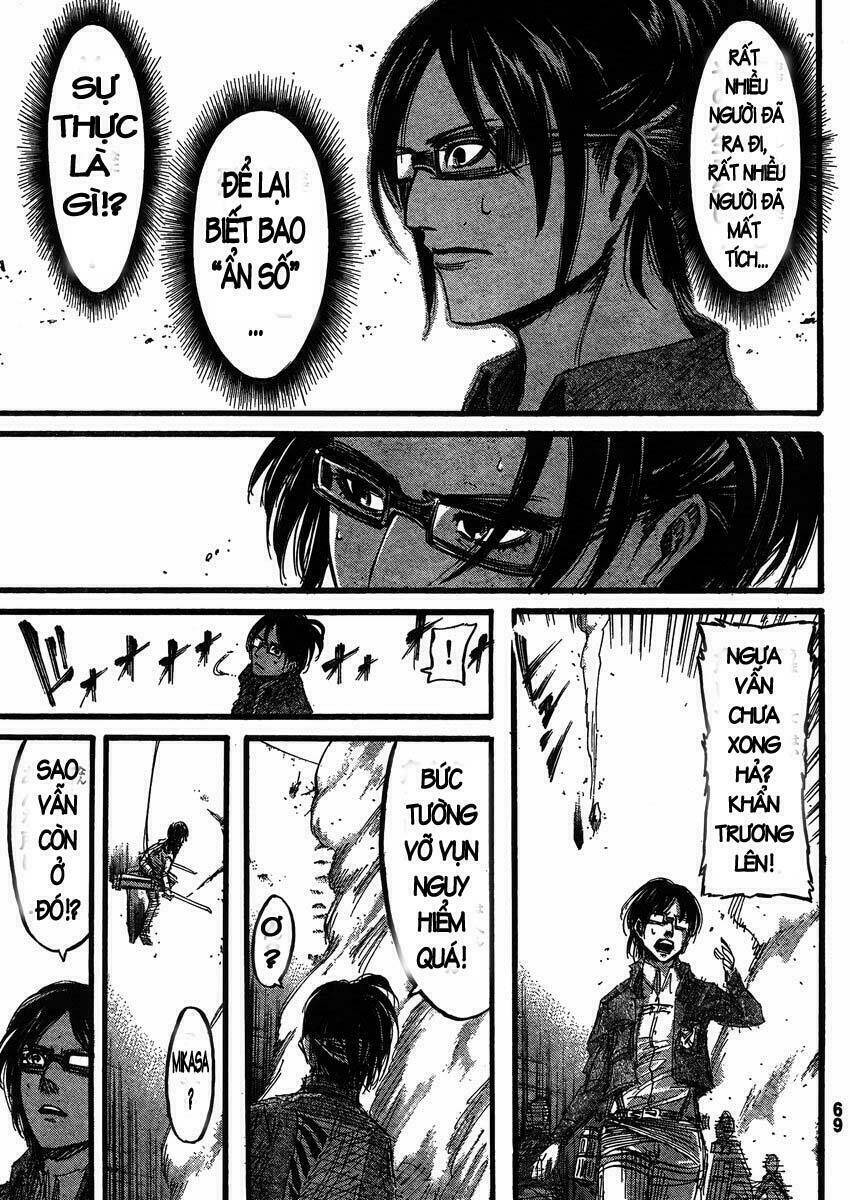 RẤT
NHIỀU
NGƯỜI ĐÃ
RA ĐI,
RẤT NHIỀU
NGƯỜI ĐÃ
MẤT
TÍCH...
ĐỂ LẠI
BIẾT BAO
“ẨN SỐ”
...
SỰ
THỰC
LÀ
GÌ!?
NGỰA
VẪN
CHƯA
XONG
HẢ?
KHẨN
TRƯƠNG
LÊN!
!
BỨC
TƯỜNG
VỠ VỤN
NGUY
HIỂM
QUÁ!
Ơ
?
MIKASA
?
SAO
VẪN
CÒN
Ở
ĐÓ!?
69